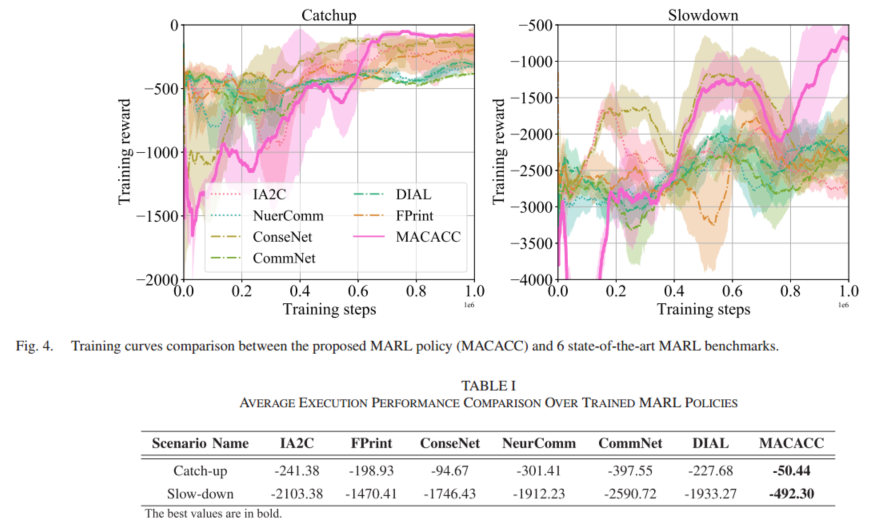 Catchup
Slowdown
0
−500
−1000
−1500
−2000
Training reward
0.0 0.2 0.4 0.6 0.8 1.0
1e6
Training steps
IA2C
NuerComm
ConseNet
CommNet
DIAL
FPrint
MACACC
−500
−1000
−1500
−2000
−2500
−3000
−3500
−4000
Training reward
0.0 0.2 0.4 0.6 0.8 1.0
1e6
Training steps
Fig. 4. Training curves comparison between the proposed MARL policy (MACACC) and 6 state-of-the-art MARL benchmarks.
TABLE I
AVERAGE EXECUTION PERFORMANCE COMPARISON OVER TRAINED MARL POLICIES
Scenario Name IA2C FPrint ConseNet NeurComm CommNet DIAL MACACC
Catch-up -241.38 -198.93 -94.67 -301.41 -397.55 -227.68 -50.44
Slow-down -2103.38 -1470.41 -1746.43 -1912.23 -2590.72 -1933.27 -492.30
The best values are in bold.